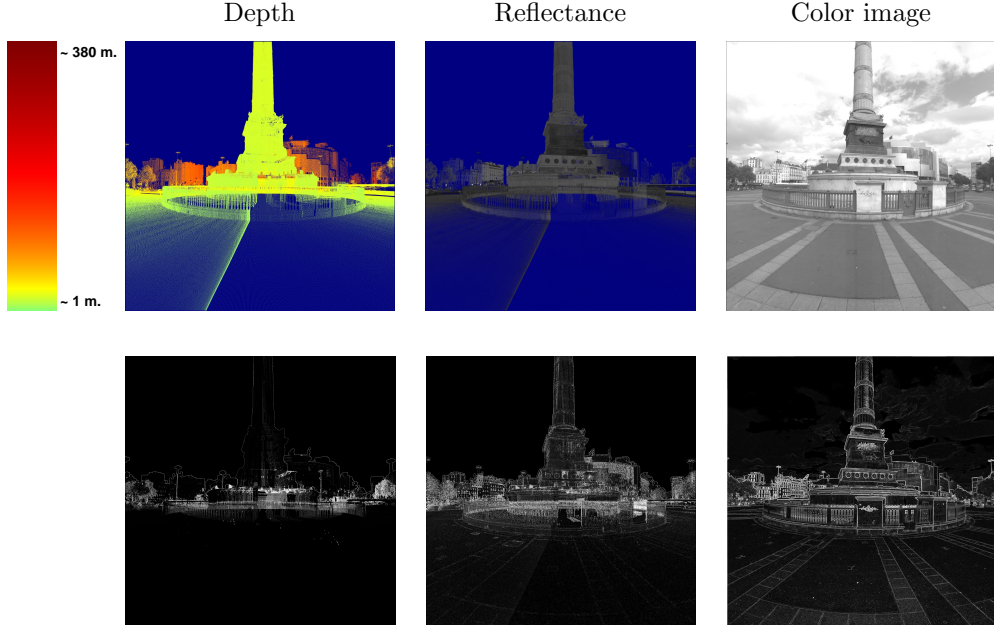 Depth
Reflectance
Color image
~ 380 m.
~ 1 m.